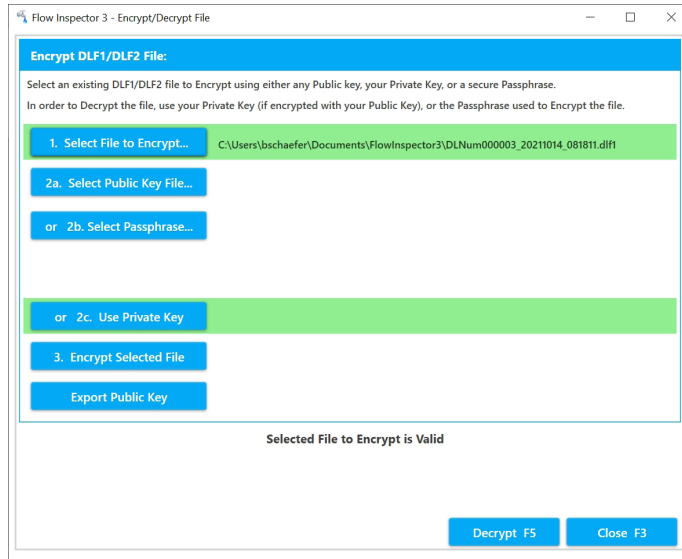 Flow Inspector 3 - Encrypt/Decrypt File
Encrypt DLF1/DLF2 File:
Select an existing DLF1/DLF2 file to Encrypt using either any Public key, your Private Key, or a secure Passphrase.
In order to Decrypt the file, use your Private Key (if encrypted with your Public Key), or the Passphrase used to Encrypt the file.
1. Select File to Encrypt... C:\Users\bschaefer\Documents\FlowInspector3\DLNum000003_20211014_081811.dlf1
2a. Select Public Key File...
or 2b. Select Passphrase...
or 2c. Use Private Key
3. Encrypt Selected File
Export Public Key
Selected File to Encrypt is Valid
Decrypt F5 Close F3